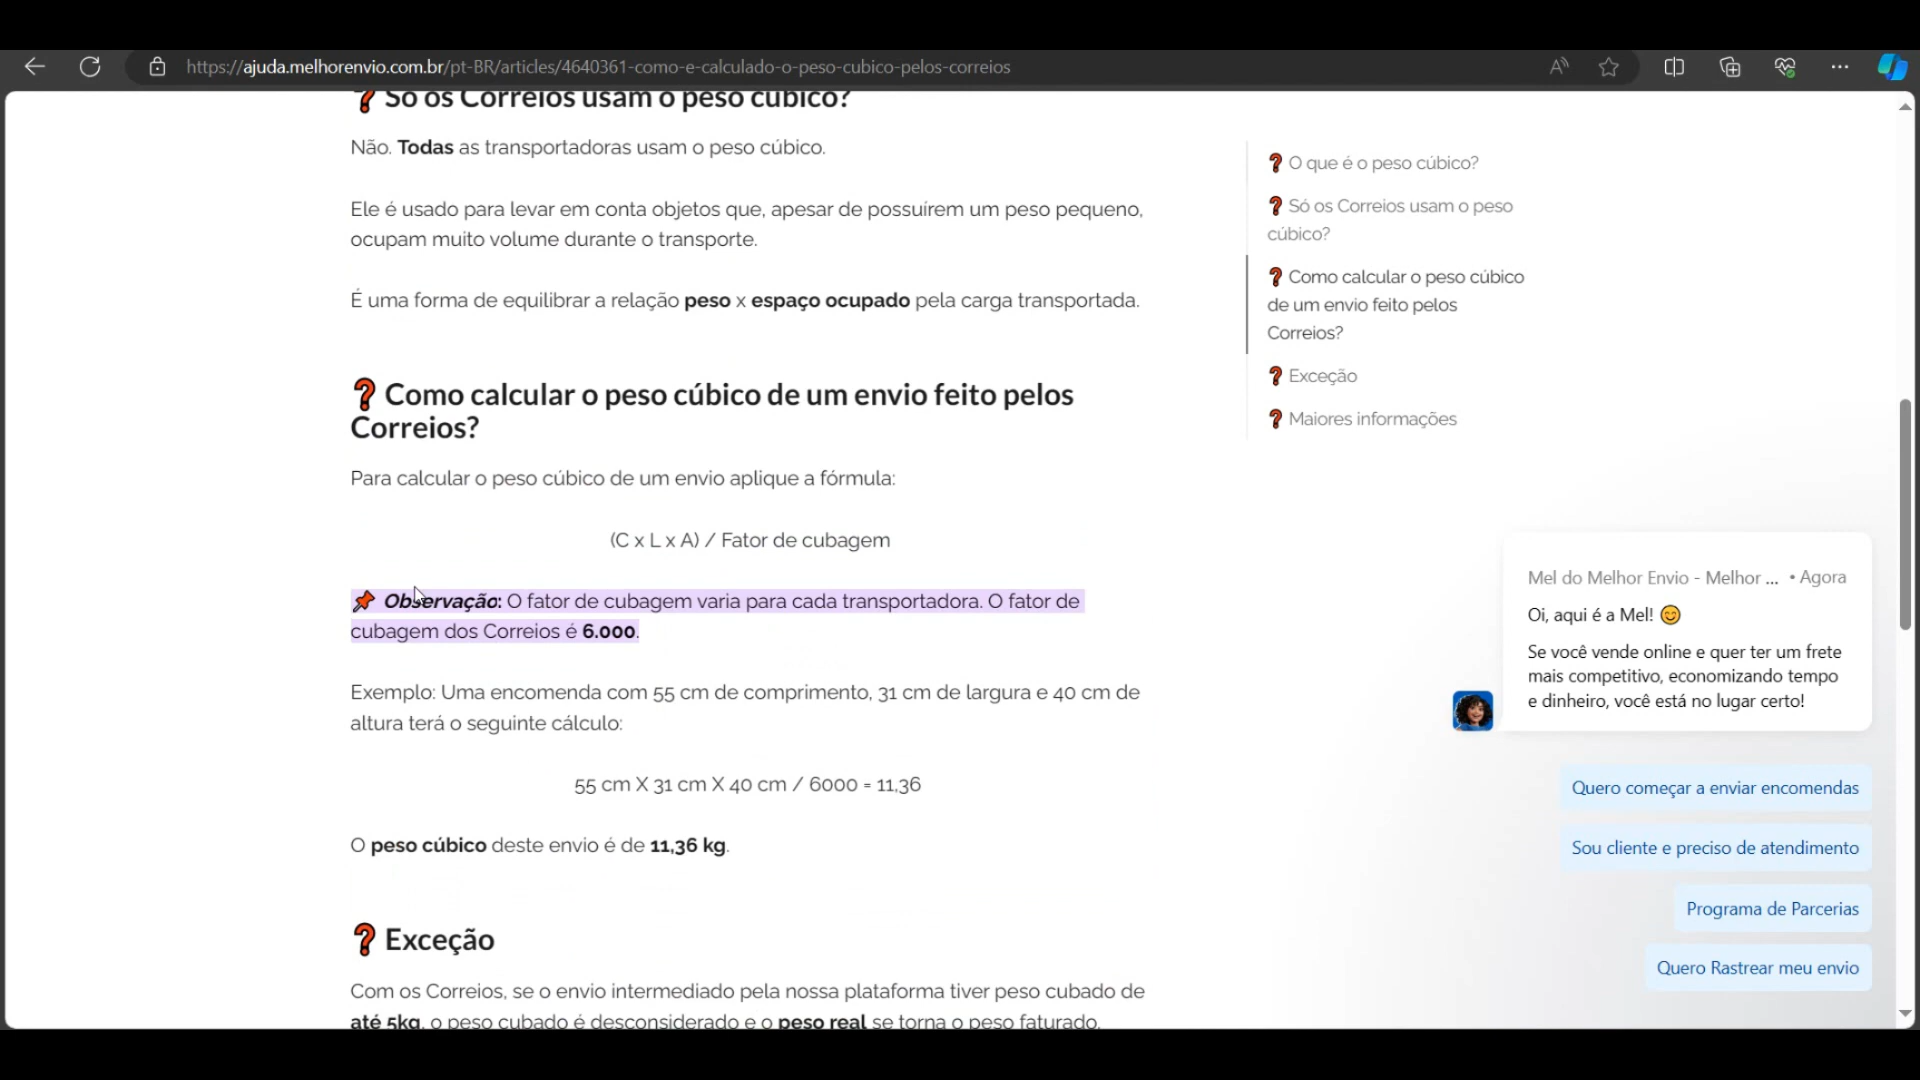 https://ajuda.melhorenvio.com.br/pt-BR/articles/4640361-como-e-calculado-o-peso-cubico-pelos-correios
❓ Só os Correios usam o peso cúbico?
Não. Todas as transportadoras usam o peso cúbico.
Ele é usado para levar em conta objetos que, apesar de possuírem um peso pequeno,
ocupam muito volume durante o transporte.
É uma forma de equilibrar a relação peso x espaço ocupado pela carga transportada.
❓ Como calcular o peso cúbico de um envio feito pelos
Correios?
Para calcular o peso cúbico de um envio aplique a fórmula:
(C x L x A) / Fator de cubagem
📌 Observação: O fator de cubagem varia para cada transportadora. O fator de
cubagem dos Correios é 6.000.
Exemplo: Uma encomenda com 55 cm de comprimento, 31 cm de largura e 40 cm de
altura terá o seguinte cálculo:
55 cm X 31 cm X 40 cm / 6000 = 11,36
O peso cúbico deste envio é de 11,36 kg.
❓ Exceção
Com os Correios, se o envio intermediado pela nossa plataforma tiver peso cubado de
até 5kg, o peso cubado é desconsiderado e o peso real se torna o peso faturado.
❓ O que é o peso cúbico?
❓ Só os Correios usam o peso
cúbico?
❓ Como calcular o peso cúbico
de um envio feito pelos
Correios?
❓ Exceção
❓ Maiores informações
Mel do Melhor Envio - Melhor ... • Agora
Oi, aqui é a Mel! 😊
Se você vende online e quer ter um frete
mais competitivo, economizando tempo
e dinheiro, você está no lugar certo!
Quero começar a enviar encomendas
Sou cliente e preciso de atendimento
Programa de Parcerias
Quero Rastrear meu envio